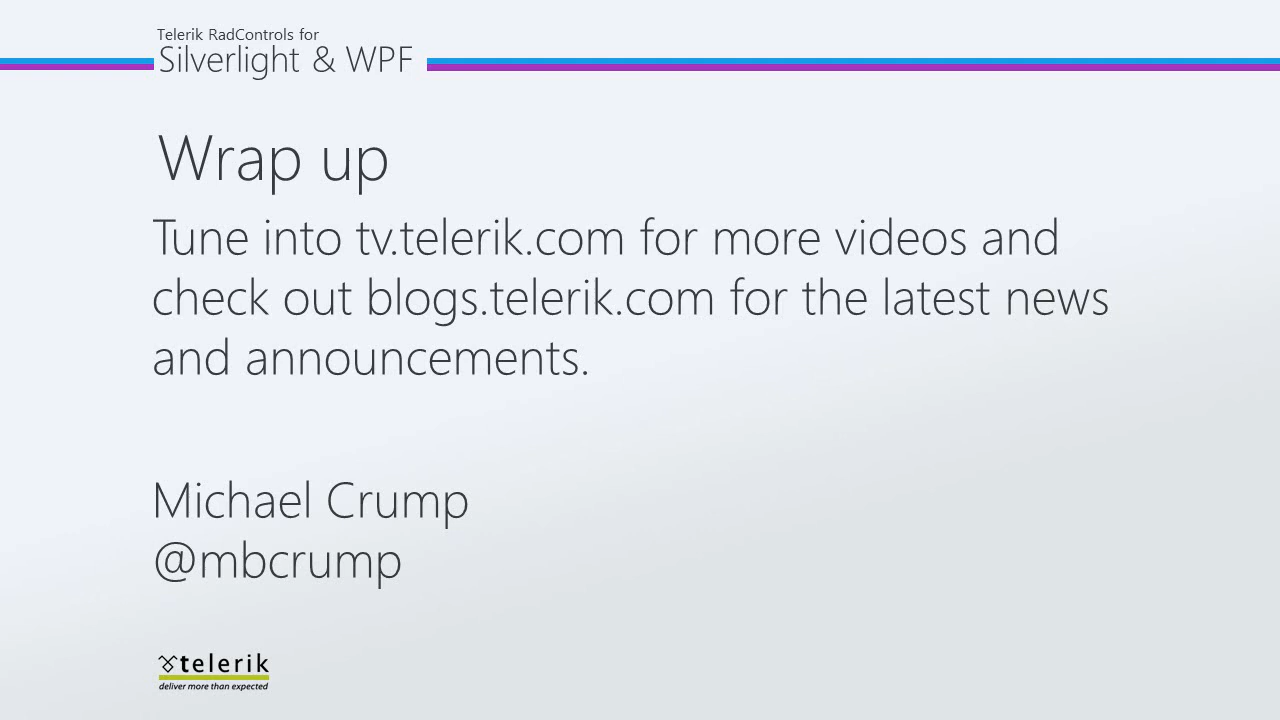 Telerik RadControls for
Silverlight & WPF
Wrap up
Tune into tv.telerik.com for more videos and
check out blogs.telerik.com for the latest news
and announcements.
Michael Crump
@mbcrump
telerik
deliver more than expected